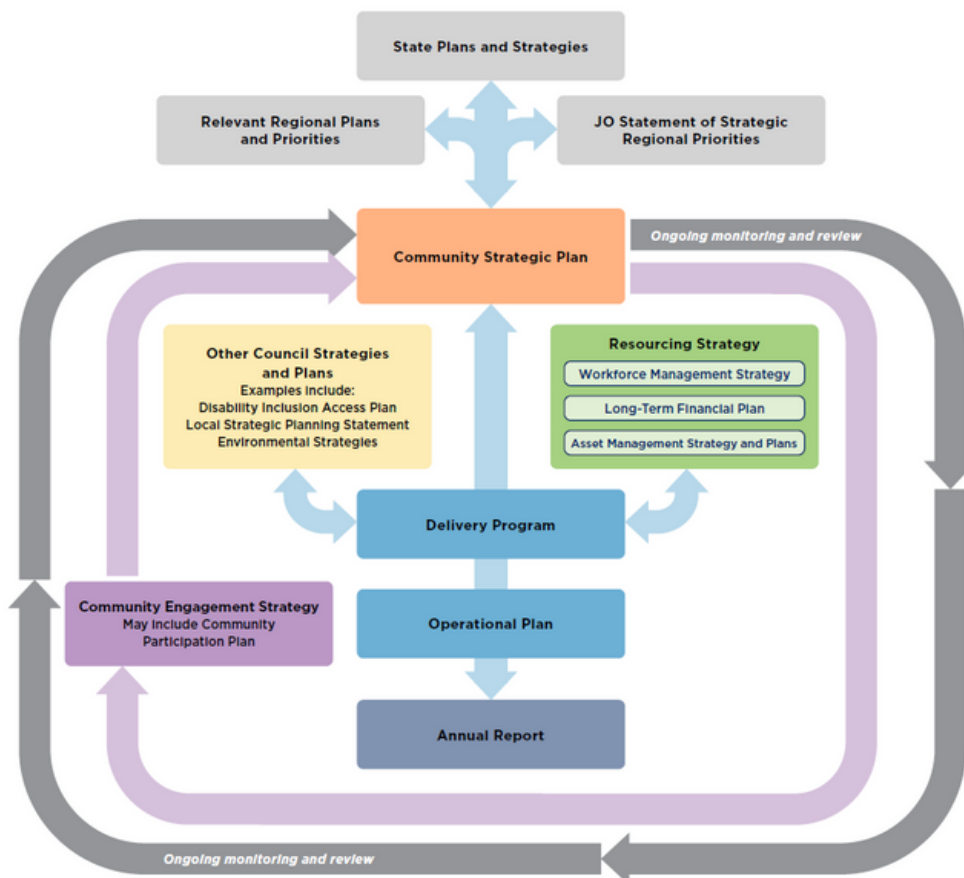 State Plans and Strategies
Relevant Regional Plans
and Priorities
JO Statement of Strategic
Regional Priorities
Ongoing monitoring and review
Community Strategic Plan
Other Council Strategies
and Plans
Examples include:
Disability Inclusion Access Plan
Local Strategic Planning Statement
Environmental Strategies
Resourcing Strategy
Workforce Management Strategy
Long-Term Financial Plan
Asset Management Strategy and Plans
Delivery Program
Community Engagement Strategy
May include Community
Participation Plan
Operational Plan
Annual Report
Ongoing monitoring and review